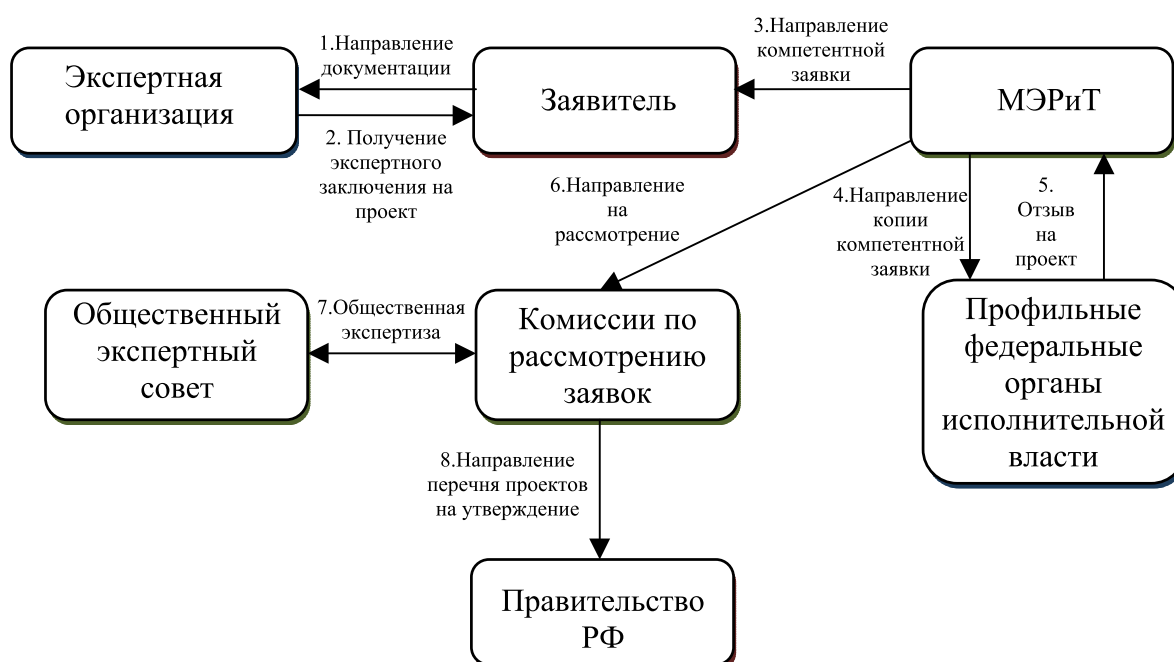 1.Направление
документации
Экспертная
организация
2. Получение
экспертного
заключения на
проект
Заявитель
3.Направление
компетентной
заявки
МЭРиТ
4.Направление
копии
компетентной
заявки
5.
Отзыв
на
проект
6.Направление
на
рассмотрение
Общественный
экспертный
совет
7.Общественная
экспертиза
Комиссии по
рассмотрению
заявок
Профильные
федеральные
органы
исполнительной
власти
8.Направление
перечня проектов
на утверждение
Правительство
РФ